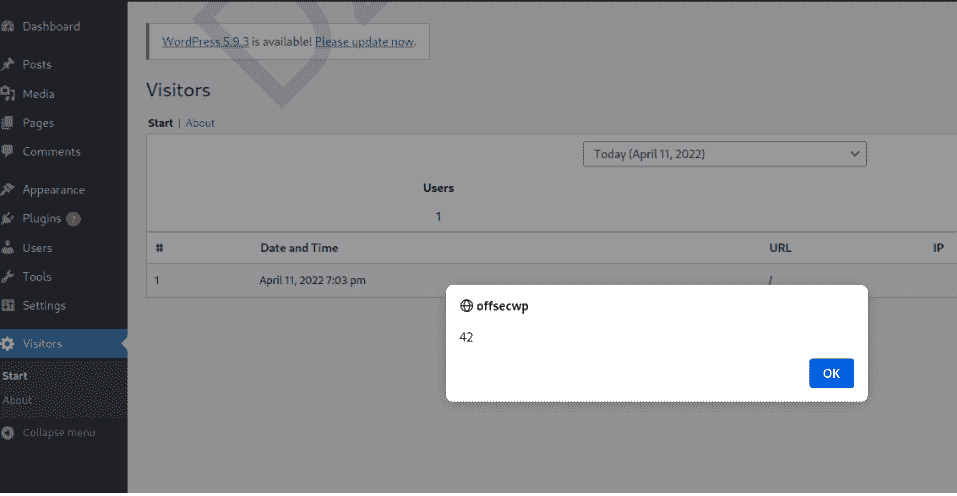 Dashboard
Posts
Media
Pages
Comments
Appearance
Plugins 7
Users
Tools
Settings
Visitors
Start
About
Collapse menu
WordPress 5.9.3 is available! Please update now.
Visitors
Start | About
Today (April 11, 2022)
Users
1
# Date and Time URL IP
1 April 11, 2022 7:03 pm /
offsecwp
42
OK